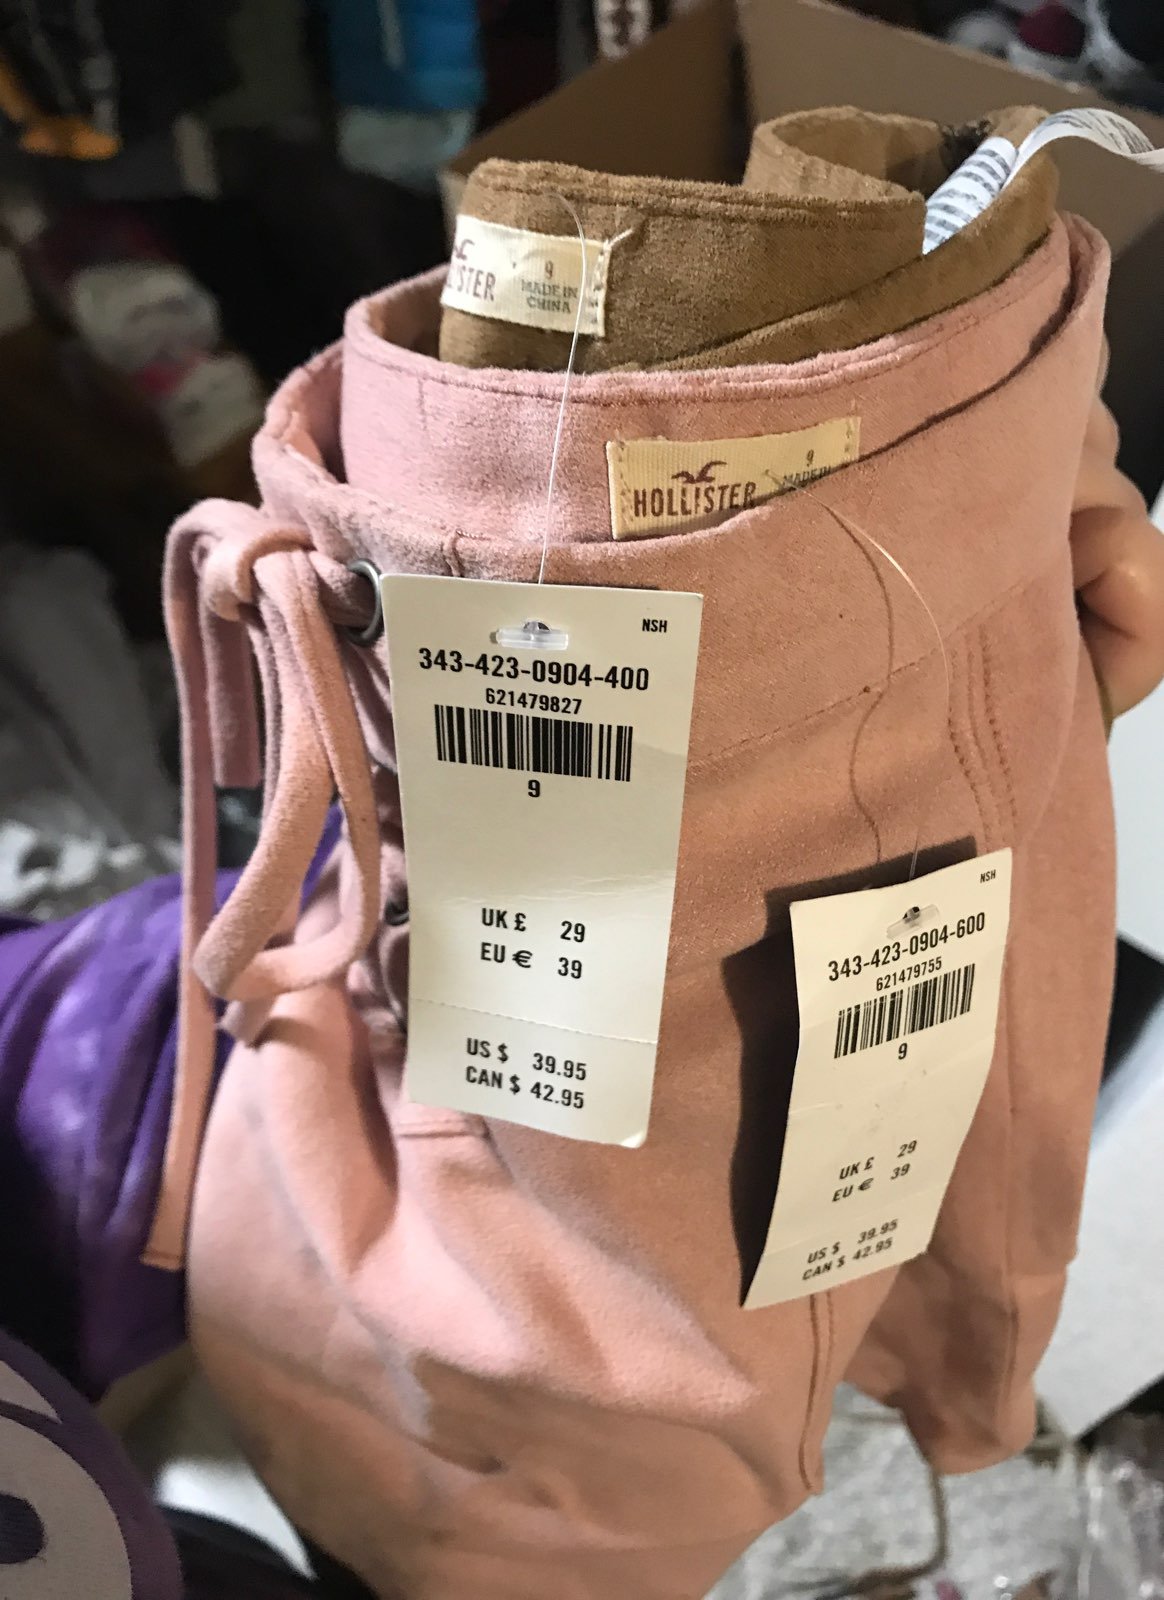 9
MADE IN
CHINA
HOLLISTER
9
MADE IN
NSH
343-423-0904-400
621479827
9
UK £ 29
EU € 39
US $ 39.95
CAN $ 42.95
NSH
343-423-0904-600
621479755
9
UK £ 29
EU € 39
US $ 39.95
CAN $ 42.95